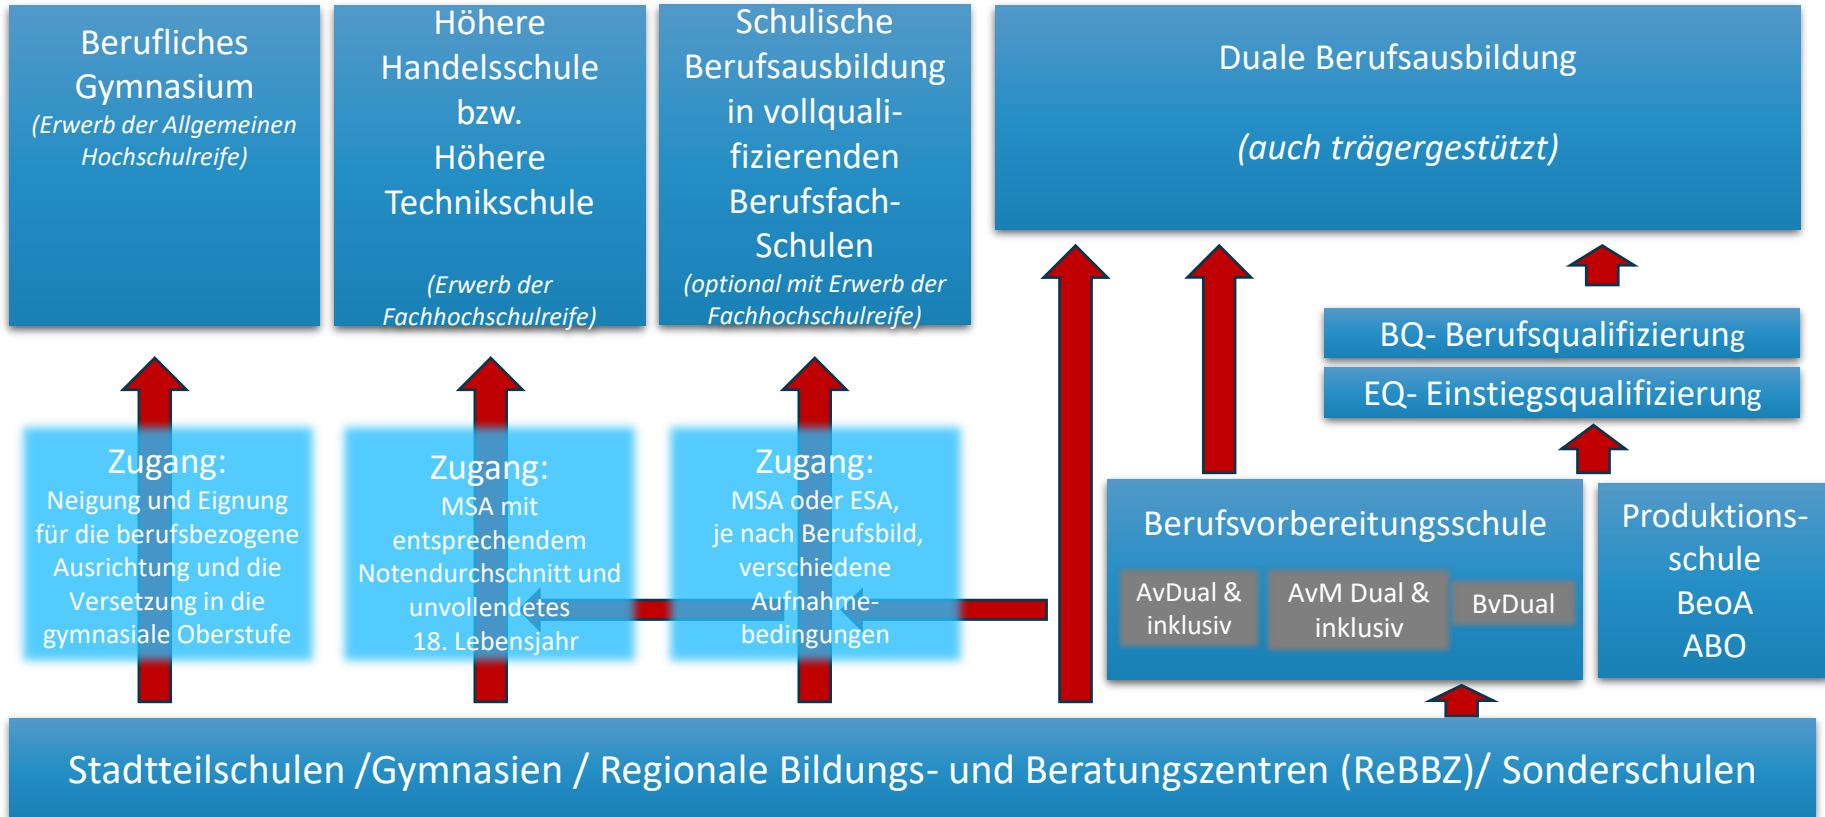 Berufliches
Gymnasium
(Erwerb der Allgemeinen
Hochschulreife)
Höhere
Handelsschule
bzw.
Höhere
Technikschule
(Erwerb der
Fachhochschulreife)
Schulische
Berufsausbildung
in vollquali-
fizierenden
Berufsfach-
Schulen
(optional mit Erwerb der
Fachhochschulreife)
Duale Berufsausbildung
(auch trägergestützt)
BQ- Berufsqualifizierung
EQ- Einstiegsqualifizierung
Zugang:
Neigung und Eignung
für die berufsbezogene
Ausrichtung und die
Versetzung in die
gymnasiale Oberstufe
Zugang:
MSA mit
entsprechendem
Notendurchschnitt und
unvollendetes
18. Lebensjahr
Zugang:
MSA oder ESA,
je nach Berufsbild,
verschiedene
Aufnahme-
bedingungen
Berufsvorbereitungsschule
AvDual &
inklusiv
AvM Dual &
inklusiv
BvDual
Produktions-
schule
BeoA
ABO
Stadtteilschulen /Gymnasien / Regionale Bildungs- und Beratungszentren (ReBBZ)/ Sonderschulen